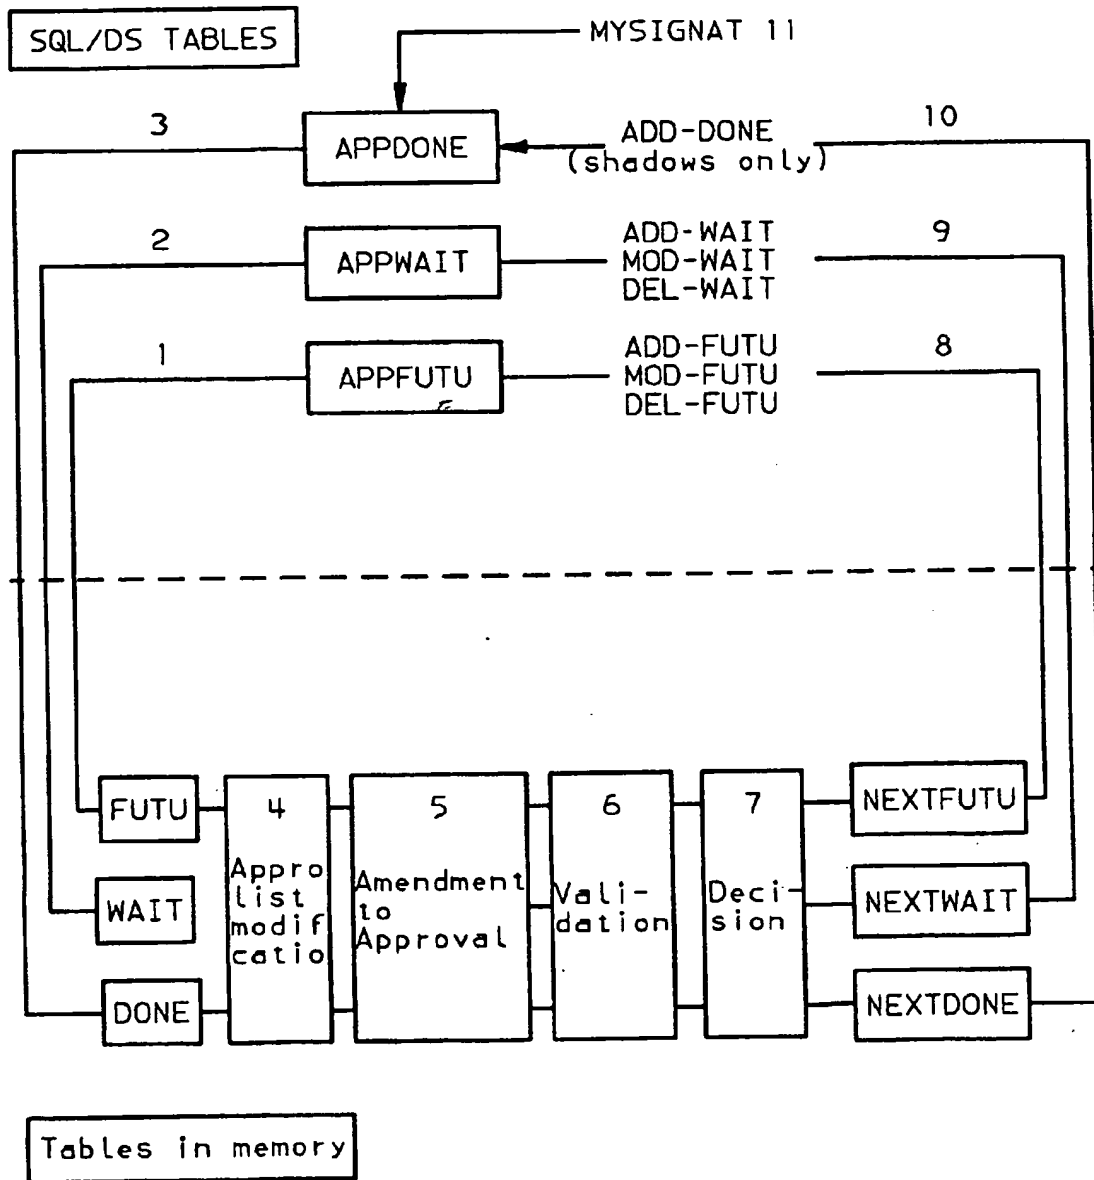 SQL/DS TABLES
MYSIGNAT 11
3
APPDONE
ADD-DONE
(shadows only)
10
2
APPWAIT
ADD-WAIT
MOD-WAIT
DEL-WAIT
9
1
APPFUTU
ADD-FUTU
MOD-FUTU
DEL-FUTU
8
FUTU
WAIT
DONE
4
Appro
list
modif
catio
5
Amendment
to
Approval
6
Vali-
dation
7
Deci-
sion
NEXTFUTU
NEXTWAIT
NEXTDONE
Tables in memory